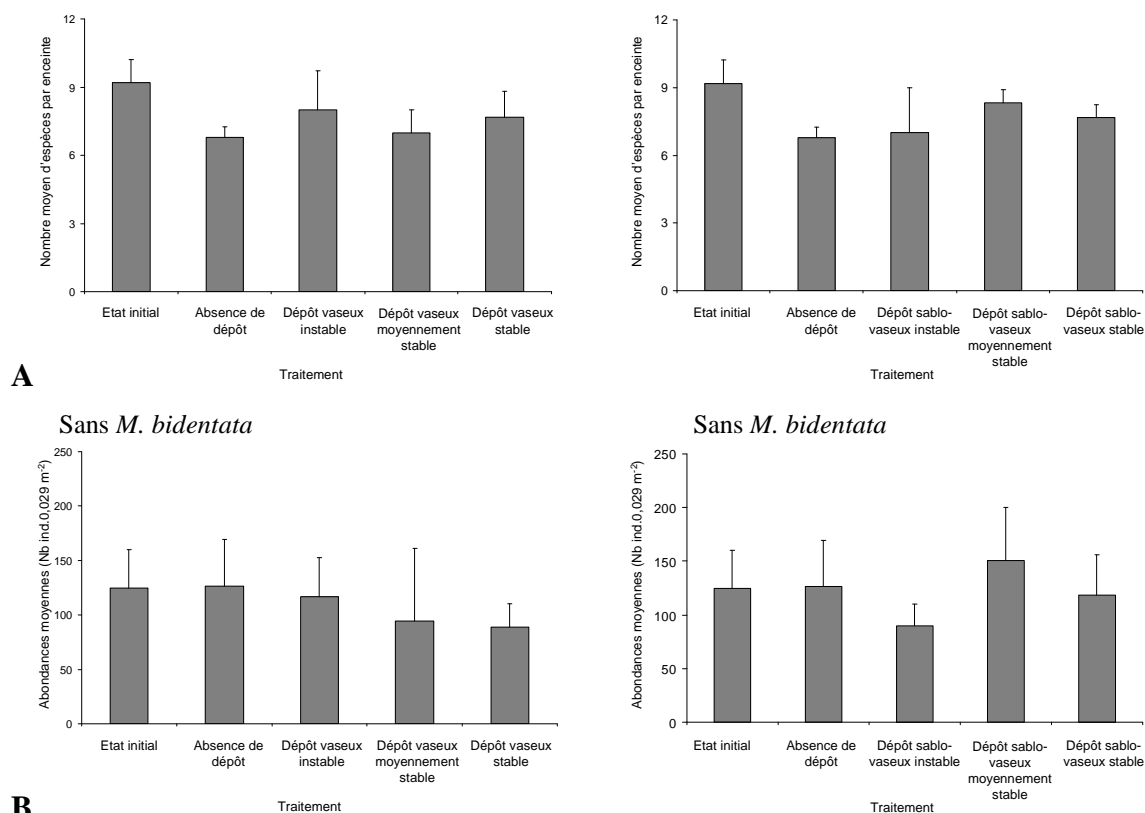 12
9
6
3
0
Nombre moyen d'espèces par enceinte
Etat initial
Absence de
dépôt
Dépôt vaseux
instable
Dépôt vaseux
moyennement
stable
Dépôt vaseux
stable
Traitement
12
9
6
3
0
Nombre moyen d'espèces par enceinte
Etat initial
Absence de
dépôt
Dépôt sablo-
vaseux instable
Dépôt sablo-
vaseux
moyennement
stable
Dépôt sablo-
vaseux stable
Traitement
A
Sans M. bidentata
250
200
150
100
50
0
Abondances moyennes (Nb ind.0,029 m-2)
Etat initial
Absence de
dépôt
Dépôt vaseux
instable
Dépôt vaseux
moyennement
stable
Dépôt vaseux
stable
Traitement
Sans M. bidentata
250
200
150
100
50
0
Abondances moyennes (Nb ind.0,029 m-2)
Etat initial
Absence de
dépôt
Dépôt sablo-
vaseux instable
Dépôt sablo-
vaseux
moyennement
stable
Dépôt sablo-
vaseux stable
Traitement
B